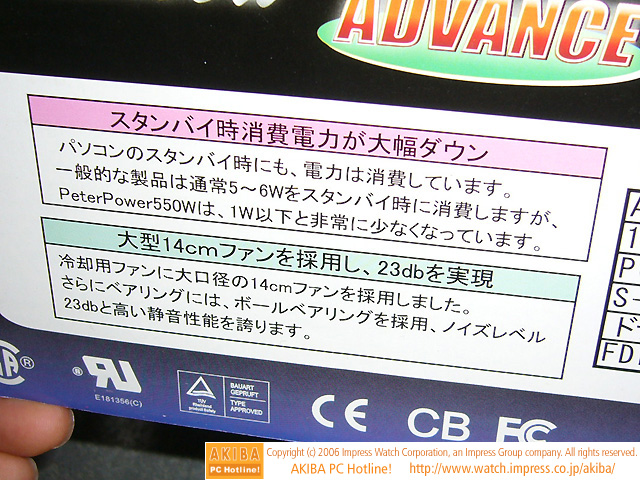 ADVANCE
スタンバイ時消費電力が大幅ダウン
パソコンのスタンバイ時にも、電力は消費しています。
一般的な製品は通常5～6Wをスタンバイ時に消費しますが、
PeterPower550Wは、1W以下と非常に少なくなっています。
大型14cmファンを採用し、23dbを実現
冷却用ファンに大口径の14cmファンを採用しました。
さらにベアリングには、ボールベアリングを採用、ノイズレベル
23dbと高い静音性能を誇ります。
A
1
P
S-
ド
FD
E181356(C)
TUV
BAUART
GEPRUFT
TYPE
APPROVED
CE
CB
FC
AKIBA
PC Hotline!
Copyright (c) 2006 Impress Watch Corporation, an Impress Group company. All rights reserved.
AKIBA PC Hotline! http://www.watch.impress.co.jp/akiba/